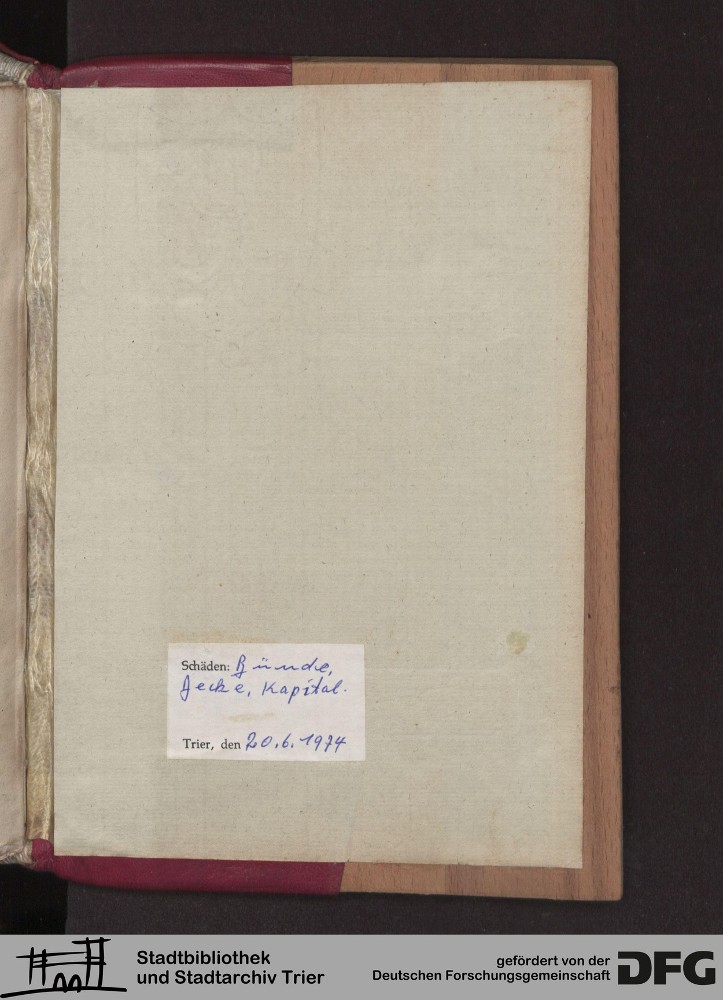 Schäden: Bünde,
Decke, Kapital.
Trier, den 20.6.1974
Stadtbibliothek
und Stadtarchiv Trier
gefördert von der
Deutschen Forschungsgemeinschaft
DFG